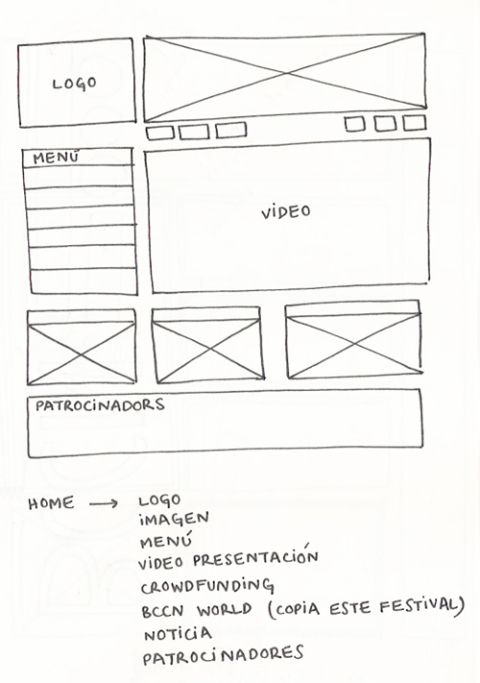 LOGO
MENÚ
VIDEO
PATROCINADORS
HOME → LOGO
IMAGEN
MENÚ
VIDEO PRESENTACIÓN
CROWDFUNDING
BCCN WORLD (COPIA ESTE FESTIVAL)
NOTICIA
PATROCINADORES